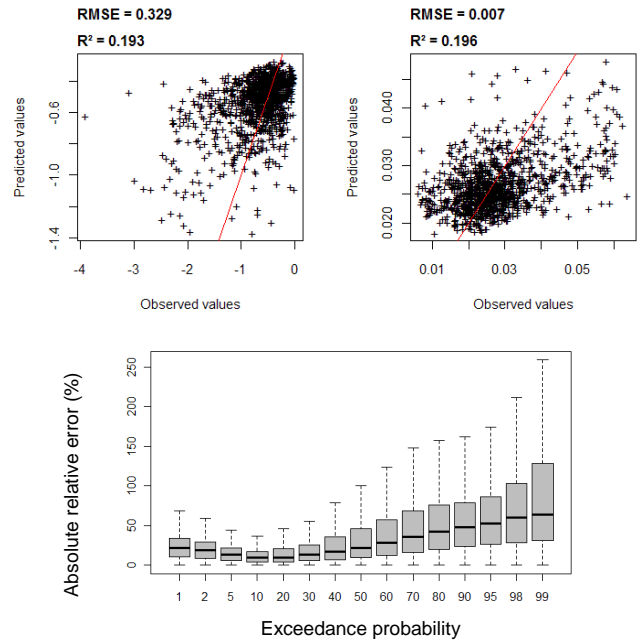 RMSE = 0.329
R² = 0.193
Predicted values
-0.6
-1.0
-1.4
-4
-3
-2
-1
0
Observed values
RMSE = 0.007
R² = 0.196
Predicted values
0.040
0.030
0.020
0.01
0.03
0.05
Observed values
Absolute relative error (%)
250
200
150
100
50
0
1 2 5 10 20 30 40 50 60 70 80 90 95 98 99
Exceedance probability